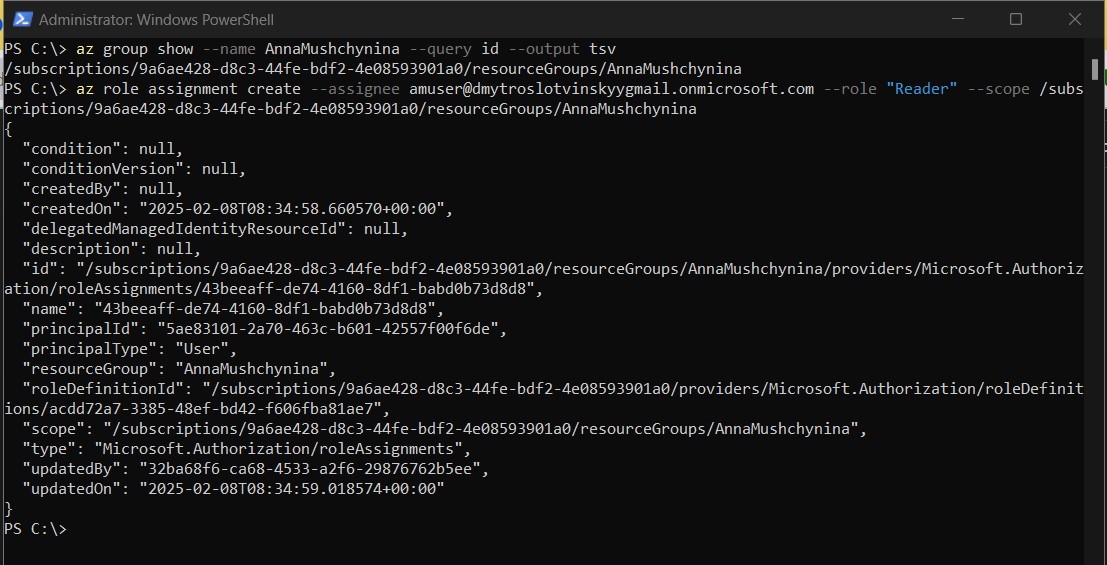 Administrator: Windows PowerShell
PS C:\> az group show --name AnnaMushchynina --query id --output tsv
/subscriptions/9a6ae428-d8c3-44fe-bdf2-4e08593901a0/resourceGroups/AnnaMushchynina
PS C:\> az role assignment create --assignee amuser@dmytroslotvinskyygmail.onmicrosoft.com --role "Reader" --scope /subs
criptions/9a6ae428-d8c3-44fe-bdf2-4e08593901a0/resourceGroups/AnnaMushchynina
{
  "condition": null,
  "conditionVersion": null,
  "createdBy": null,
  "createdOn": "2025-02-08T08:34:58.660570+00:00",
  "delegatedManagedIdentityResourceId": null,
  "description": null,
  "id": "/subscriptions/9a6ae428-d8c3-44fe-bdf2-4e08593901a0/resourceGroups/AnnaMushchynina/providers/Microsoft.Authoriz
ation/roleAssignments/43beeaff-de74-4160-8df1-babd0b73d8d8",
  "name": "43beeaff-de74-4160-8df1-babd0b73d8d8",
  "principalId": "5ae83101-2a70-463c-b601-42557f00f6de",
  "principalType": "User",
  "resourceGroup": "AnnaMushchynina",
  "roleDefinitionId": "/subscriptions/9a6ae428-d8c3-44fe-bdf2-4e08593901a0/providers/Microsoft.Authorization/roleDefinit
ions/acdd72a7-3385-48ef-bd42-f606fba81ae7",
  "scope": "/subscriptions/9a6ae428-d8c3-44fe-bdf2-4e08593901a0/resourceGroups/AnnaMushchynina",
  "type": "Microsoft.Authorization/roleAssignments",
  "updatedBy": "32ba68f6-ca68-4533-a2f6-29876762b5ee",
  "updatedOn": "2025-02-08T08:34:59.018574+00:00"
}
PS C:\>